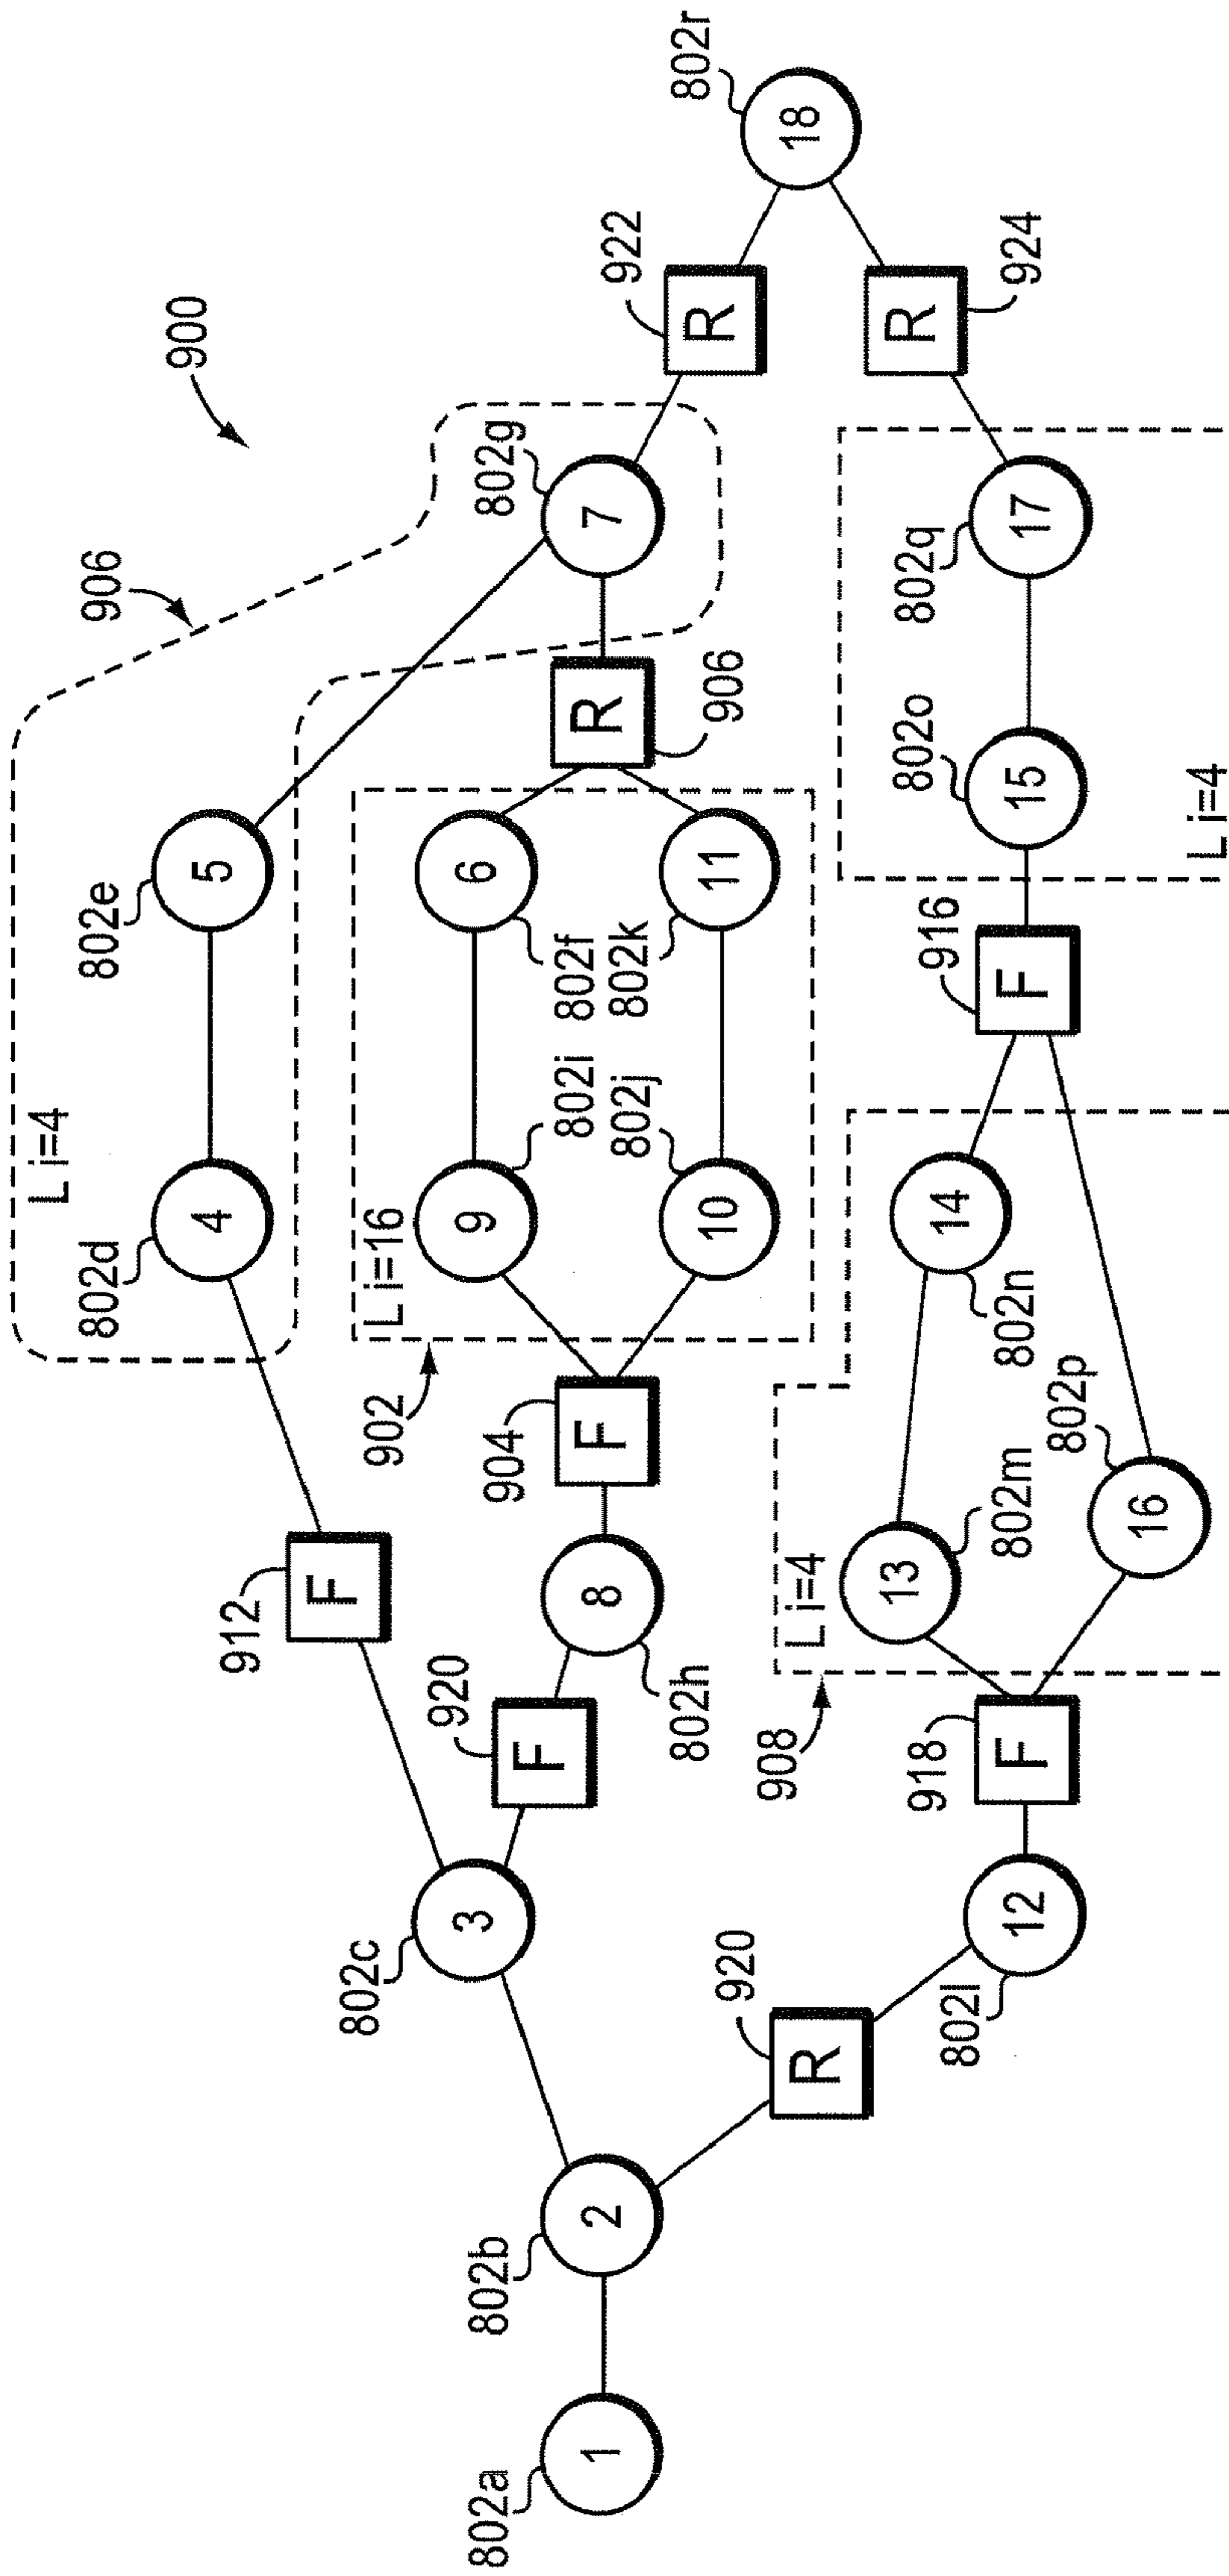 900
906
L i=4
802d
4
802e
5
802g
7
912
F
902
L i=16
9
802i
6
802f
802j
10
802k
11
R
906
922
R
802r
18
R
924
802c
3
920
F
8
802h
904
F
802a
1
802b
2
920
R
802l
12
908
L i=4
918
F
13
802m
14
802n
802p
16
916
F
802o
15
802q
17
L i=4